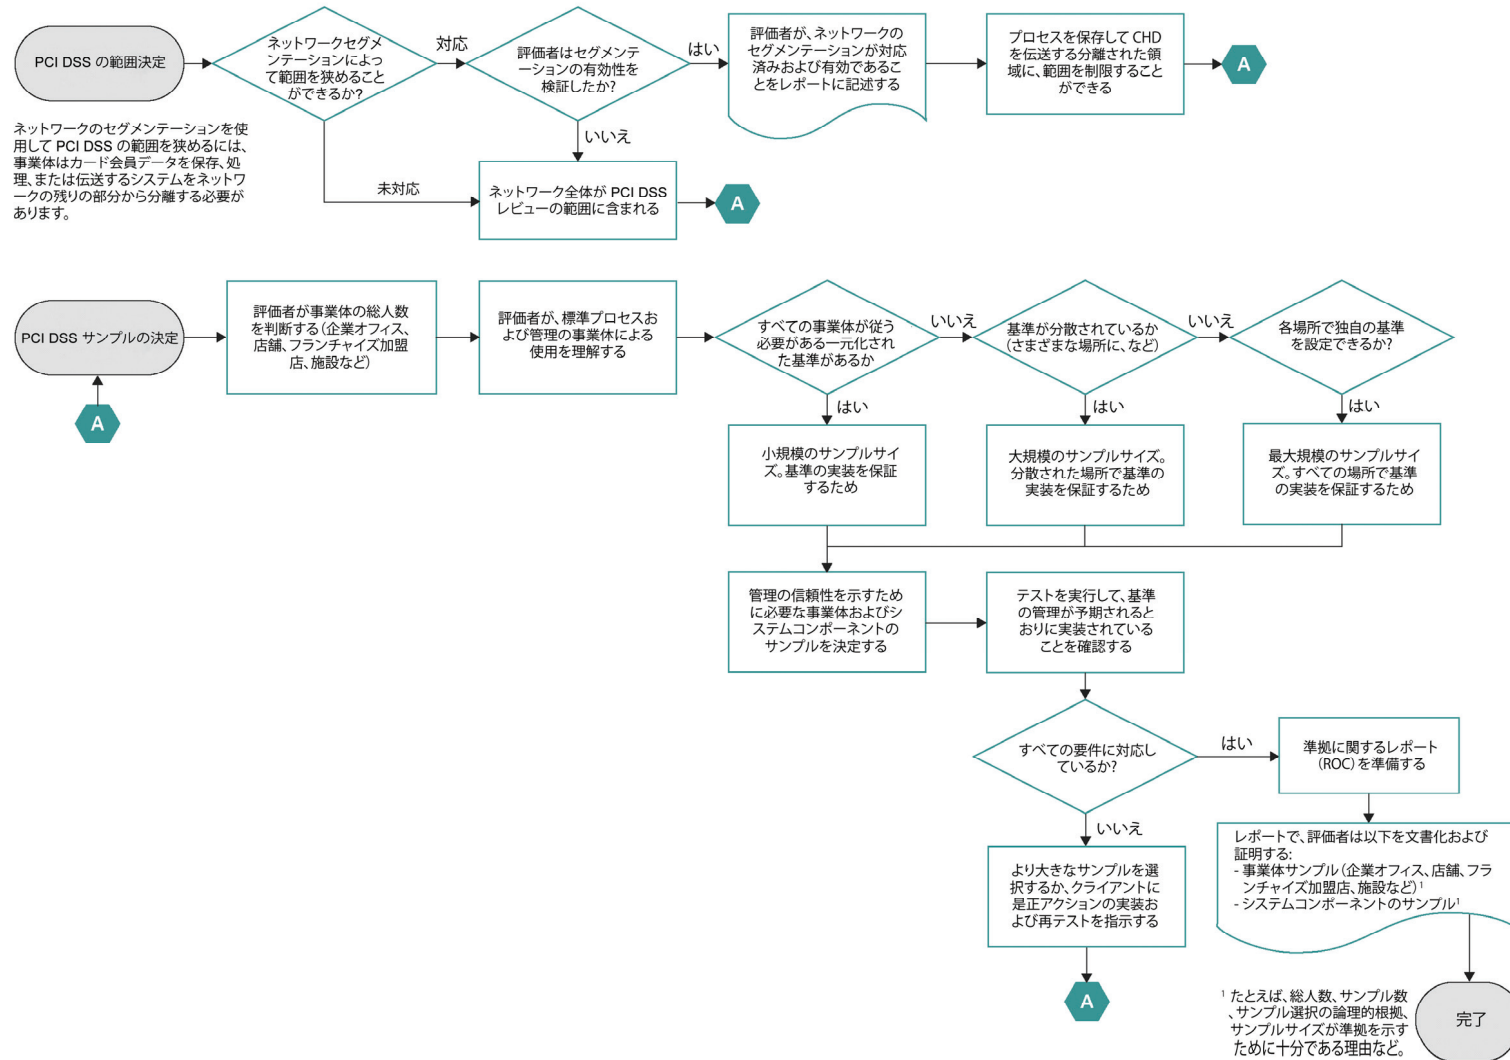 PCI DSS の範囲決定
ネットワークセグメ
ンテーションによっ
て範囲を狭めること
ができるか?
対応
評価者はセグメンテ
ーションの有効性を
検証したか?
はい
評価者が、ネットワークの
セグメンテーションが対応
済みおよび有効であるこ
とをレポートに記述する
プロセスを保存して CHD
を伝送する分離された領
域に、範囲を制限すること
ができる
A
ネットワークのセグメンテーションを使
用して PCI DSS の範囲を狭めるには、
事業体はカード会員データを保存、処
理、または伝送するシステムをネットワ
ークの残りの部分から分離する必要が
あります。
いいえ
未対応
ネットワーク全体が PCI DSS
レビューの範囲に含まれる
A
PCI DSS サンプルの決定
評価者が事業体の総人数
を判断する(企業オフィス、
店舗、フランチャイズ加盟
店、施設など)
評価者が、標準プロセスお
よび管理の事業休による
使用を理解する
すべての事業体が従う
必要がある一元化され
た基準があるか
いいえ
基準が分散されているか
(さまざまな場所に、など)
いいえ
各場所で独自の基準
を設定できるか?
A
はい
はい
はい
小規模のサンプルサイ
ズ。基準の実装を保証
するため
大規模のサンプルサイズ。
分散された場所で基準の
実装を保証するため
最大規模のサンプルサイ
ズ。すべての場所で基準
の実装を保証するため
管理の信頼性を示すため
に必要な事業体およびシ
ステムコンポーネントの
サンプルを決定する
テストを実行して、基準
の管理が予期されると
おりに実装されている
ことを確認する
すべての要件に対応し
ているか?
はい
準拠に関するレポート
(ROC)を準備する
いいえ
より大きなサンプルを選
択するか、クライアントに
是正アクションの実装お
よび再テストを指示する
A
レポートで、評価者は以下を文書化および
証明する:
- 事業体サンプル(企業オフィス、店舗、フラ
ンチャイズ加盟店、施設など)¹
- システムコンポーネントのサンプル¹
¹ たとえば、総人数、サンプル数
、サンプル選択の論理的根拠、
サンプルサイズが準拠を示す
ために十分である理由など。
完了